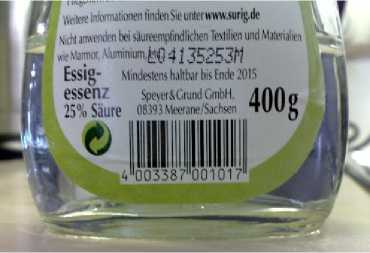 Weitere Informationen finden Sie unter www.surig.de
Nicht anwenden bei säureempfindlichen Textilien und Materialien
wie Marmor, Aluminium,
L04135253M
Essig-
essenz
25% Säure
Mindestens haltbar bis Ende 2015
Speyer&Grund GmbH,
08393 Meerane/Sachsen
400g
4 003387 001017